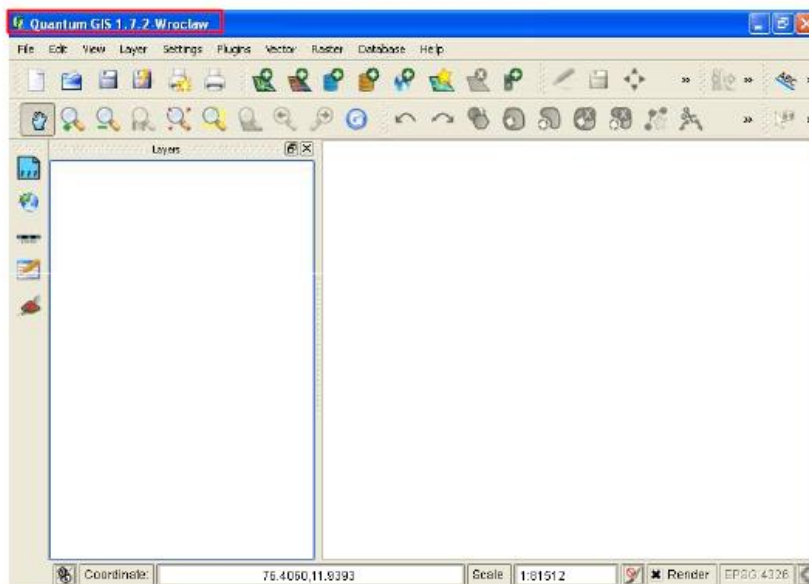 Quantum GIS 1.7.2-Wroclaw
File Edit View Layer Settings Plugins Vector Raster Database Help
ABC
Layers
Coordinate: 76.4060,11.9393 Scale 1:81512 Render EPSG:4326